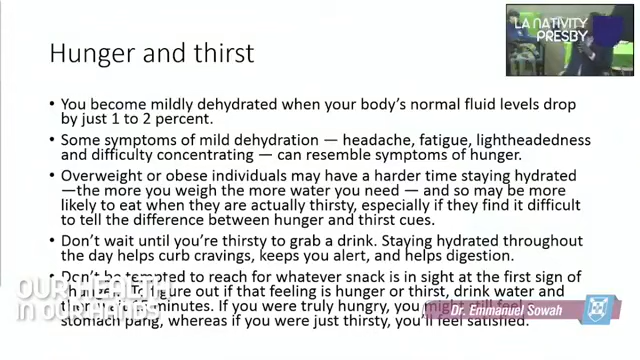 LA NATIVITY
PRESBY
Hunger and thirst
• You become mildly dehydrated when your body's normal fluid levels drop
by just 1 to 2 percent.
• Some symptoms of mild dehydration — headache, fatigue, lightheadedness
and difficulty concentrating — can resemble symptoms of hunger.
• Overweight or obese individuals may have a harder time staying hydrated
—the more you weigh the more water you need — and so may be more
likely to eat when they are actually thirsty, especially if they find it difficult
to tell the difference between hunger and thirst cues.
• Don't wait until you're thirsty to grab a drink. Staying hydrated throughout
the day helps curb cravings, keeps you alert, and helps digestion.
• Don't be tempted to reach for whatever snack is in sight at the first sign of
To figure out if that feeling is hunger or thirst, drink water and
minutes. If you were truly hungry, you
stomach pang, whereas if you were just thirsty, you'll feel satisfied.
OUR HEALTH
IN OUR HANDS
Dr. Emmanuel Sowah